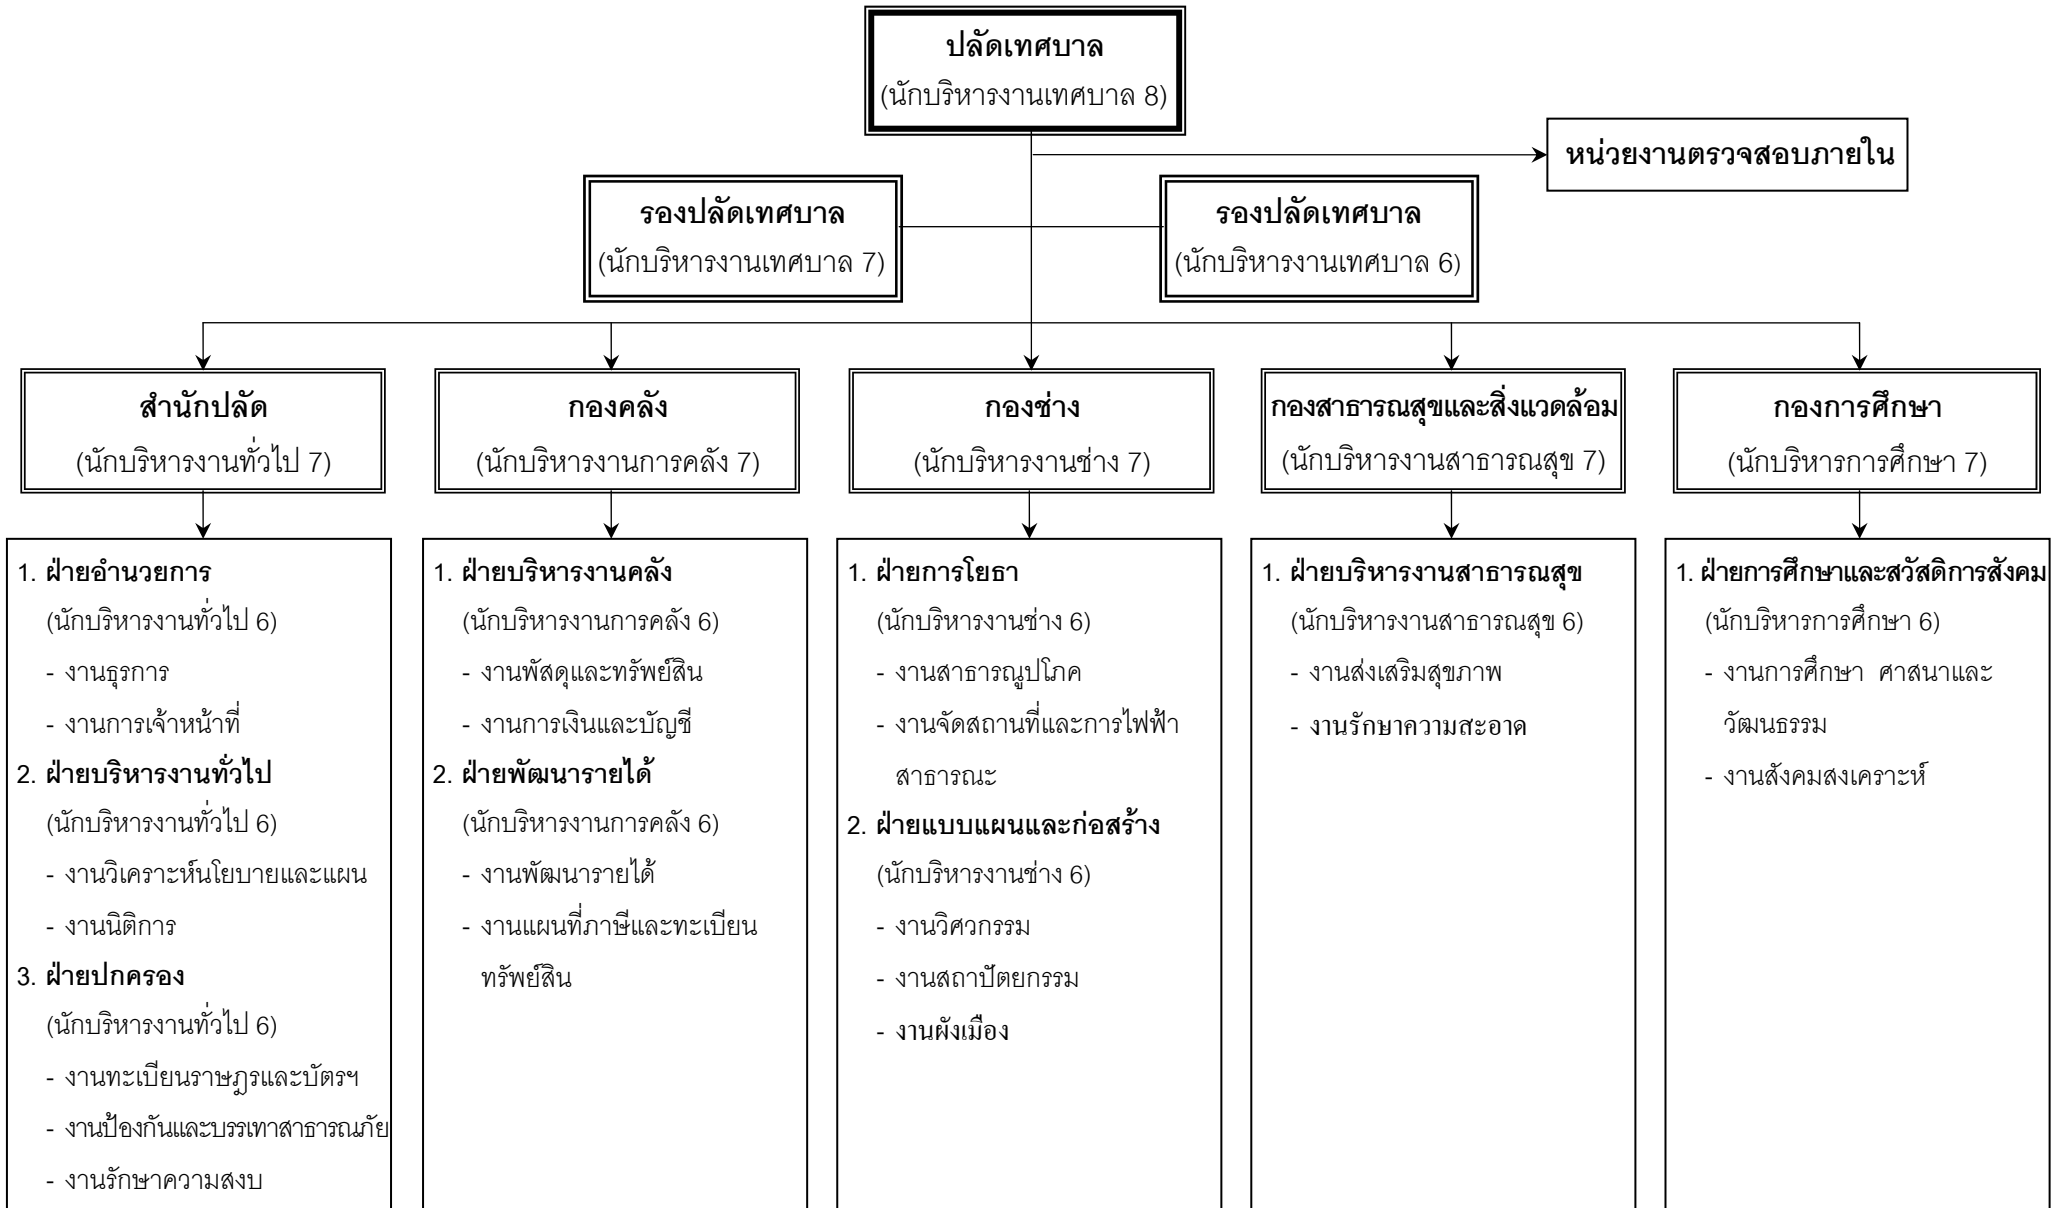 ปลัดเทศบาล
(นักบริหารงานเทศบาล 8)
หน่วยงานตรวจสอบภายใน
รองปลัดเทศบาล
(นักบริหารงานเทศบาล 7)
รองปลัดเทศบาล
(นักบริหารงานเทศบาล 6)
สำนักปลัด
(นักบริหารงานทั่วไป 7)
กองคลัง
(นักบริหารงานการคลัง 7)
กองช่าง
(นักบริหารงานช่าง 7)
กองสาธารณสุขและสิ่งแวดล้อม
(นักบริหารงานสาธารณสุข 7)
กองการศึกษา
(นักบริหารการศึกษา 7)
1. ฝ่ายอำนวยการ
(นักบริหารงานทั่วไป 6)
- งานธุรการ
- งานการเจ้าหน้าที่
2. ฝ่ายบริหารงานทั่วไป
(นักบริหารงานทั่วไป 6)
- งานวิเคราะห์นโยบายและแผน
- งานนิติการ
3. ฝ่ายปกครอง
(นักบริหารงานทั่วไป 6)
- งานทะเบียนราษฎรและบัตรฯ
- งานป้องกันและบรรเทาสาธารณภัย
- งานรักษาความสงบ
1. ฝ่ายบริหารงานคลัง
(นักบริหารงานการคลัง 6)
- งานพัสดุและทรัพย์สิน
- งานการเงินและบัญชี
2. ฝ่ายพัฒนารายได้
(นักบริหารงานการคลัง 6)
- งานพัฒนารายได้
- งานแผนที่ภาษีและทะเบียน
ทรัพย์สิน
1. ฝ่ายการโยธา
(นักบริหารงานช่าง 6)
- งานสาธารณูปโภค
- งานจัดสถานที่และการไฟฟ้า
สาธารณะ
2. ฝ่ายแบบแผนและก่อสร้าง
(นักบริหารงานช่าง 6)
- งานวิศวกรรม
- งานสถาปัตยกรรม
- งานผังเมือง
1. ฝ่ายบริหารงานสาธารณสุข
(นักบริหารงานสาธารณสุข 6)
- งานส่งเสริมสุขภาพ
- งานรักษาความสะอาด
1. ฝ่ายการศึกษาและสวัสดิการสังคม
(นักบริหารการศึกษา 6)
- งานการศึกษา ศาสนาและ
วัฒนธรรม
- งานสังคมสงเคราะห์